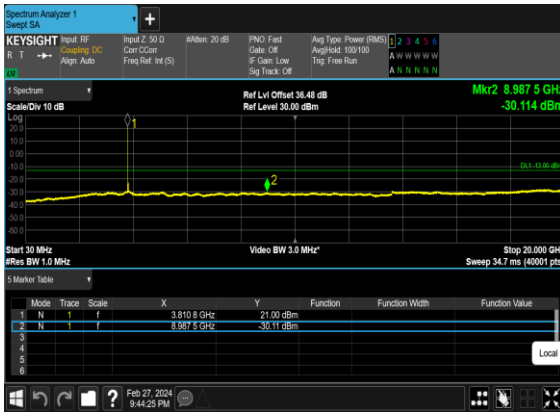 Spectrum Analyzer 1
Swept SA
+
KEYSIGHT Input: RF Input Z: 50 Ω #Atten: 20 dB PNO: Fast Avg Type: Power (RMS) 1 2 3 4 5 6
R T Coupling: DC Corr CCorr Gate: Off Avg|Hold: 100/100 A W W W W W
Align: Auto Freq Ref: Int (S) IF Gain: Low Trig: Free Run
LXI Sig Track: Off A N N N N N
1 Spectrum Ref Lvl Offset 36.48 dB Mkr2 8.987 5 GHz
Scale/Div 10 dB Ref Level 30.00 dBm -30.114 dBm
Log
20.0
10.0
0.00
-10.0
-20.0
-30.0
-40.0
-50.0
-60.0
1
2
DL1 -13.00 dBm
Start 30 MHz Video BW 3.0 MHz* Stop 20.000 GHz
#Res BW 1.0 MHz Sweep 34.7 ms (40001 pts)
5 Marker Table
Mode Trace Scale X Y Function Function Width Function Value
1 N 1 f 3.810 8 GHz 21.00 dBm
2 N 1 f 8.987 5 GHz -30.11 dBm
3
4
5
6
Local
? Feb 27, 2024
9:44:25 PM